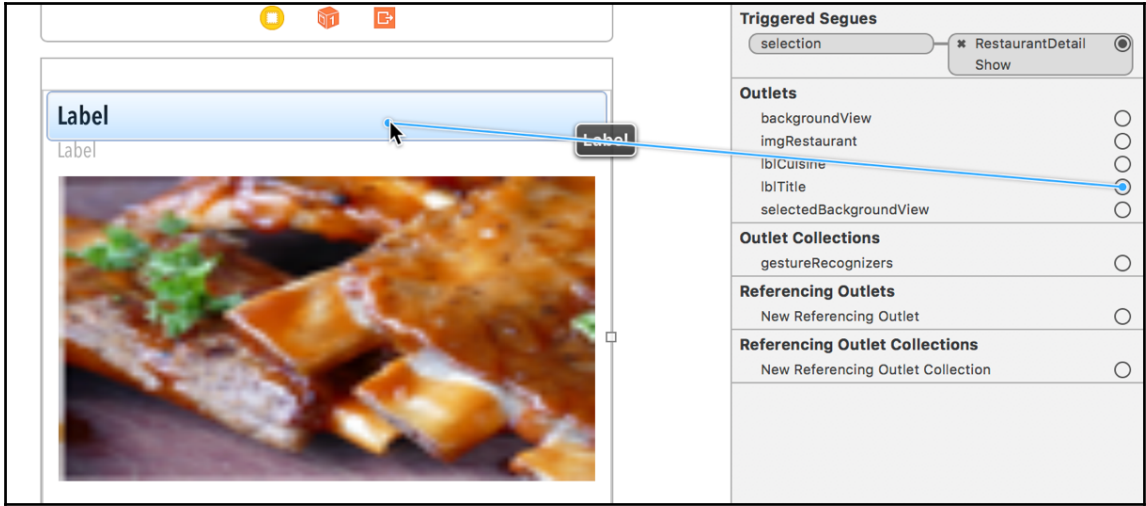 Label
Label
Label
Triggered Segues
selection
RestaurantDetail
Show
Outlets
backgroundView
imgRestaurant
lblCuisine
lblTitle
selectedBackgroundView
Outlet Collections
gestureRecognizers
Referencing Outlets
New Referencing Outlet
Referencing Outlet Collections
New Referencing Outlet Collection